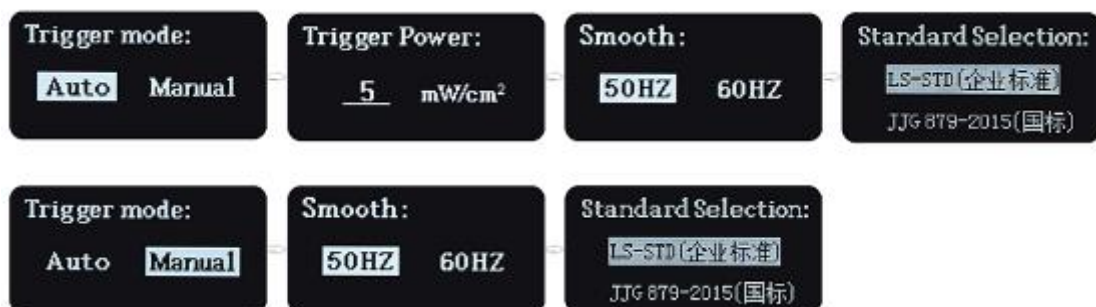 Trigger mode:
Auto Manual
Trigger Power:
5 mW/cm²
Smooth:
50HZ 60HZ
Standard Selection:
LS-STD(企业标准)
JJG 879-2015(国标)
Trigger mode:
Auto Manual
Smooth:
50HZ 60HZ
Standard Selection:
LS-STD(企业标准)
JJG 879-2015(国标)